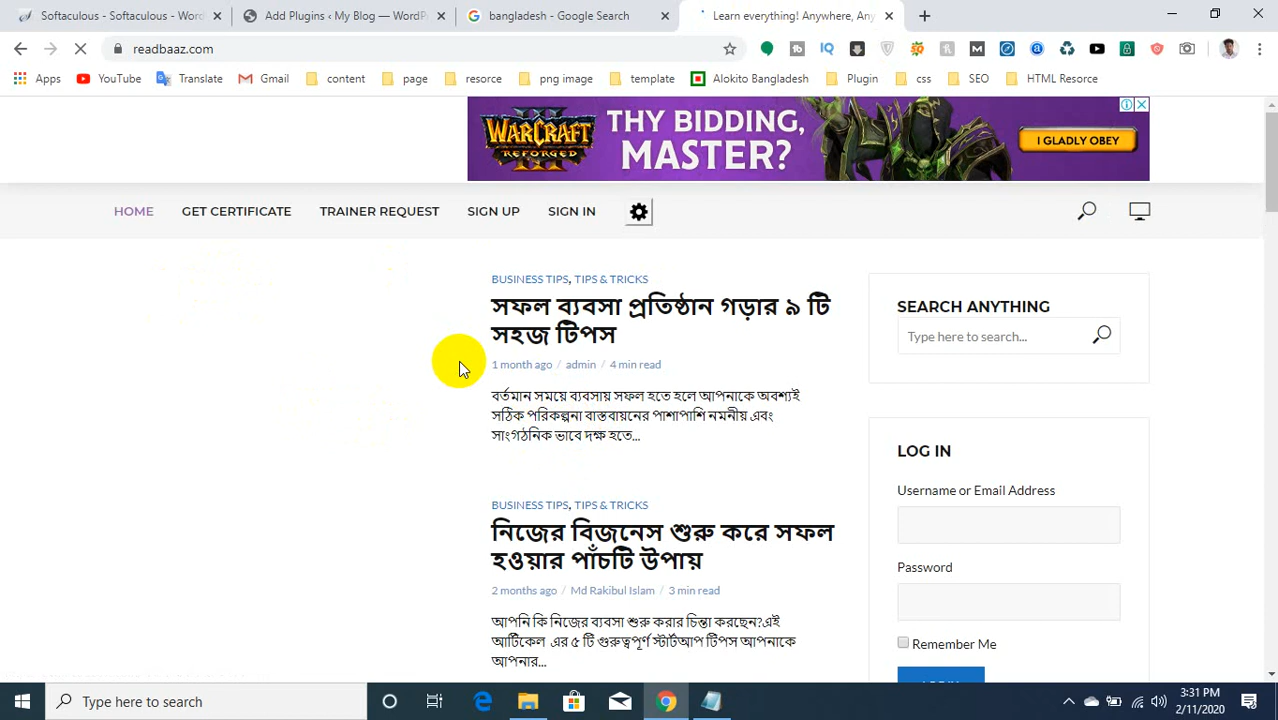 Softaculous - Softaculous - Word
Add Plugins ‹ My Blog — WordPr
bangladesh - Google Search
Learn everything! Anywhere, Any
readbaaz.com
Apps
YouTube
Translate
Gmail
content
page
resorce
png image
template
Alokito Bangladesh
Plugin
css
SEO
HTML Resorce
WARCRAFT
REFORGED
THY BIDDING,
MASTER?
I GLADLY OBEY
HOME
GET CERTIFICATE
TRAINER REQUEST
SIGN UP
SIGN IN
BUSINESS TIPS, TIPS & TRICKS
সফল ব্যবসা প্রতিষ্ঠান গড়ার ৯ টি
সহজ টিপস
1 month ago / admin / 4 min read
বর্তমান সময়ে ব্যবসায় সফল হতে হলে আপনাকে অবশ্যই
সঠিক পরিকল্পনা বাস্তবায়নের পাশাপাশি নমনীয় এবং
সাংগঠনিক ভাবে দক্ষ হতে...
BUSINESS TIPS, TIPS & TRICKS
নিজের বিজনেস শুরু করে সফল
হওয়ার পাঁচটি উপায়
2 months ago / Md Rakibul Islam / 3 min read
আপনি কি নিজের ব্যবসা শুরু করার চিন্তা করছেন?এই
আর্টিকেল এর ৫ টি গুরুত্বপূর্ণ স্টার্টআপ টিপস আপনাকে
আপনার...
SEARCH ANYTHING
Type here to search...
LOG IN
Username or Email Address
Password
Remember Me
Type here to search
3:31 PM
2/11/2020